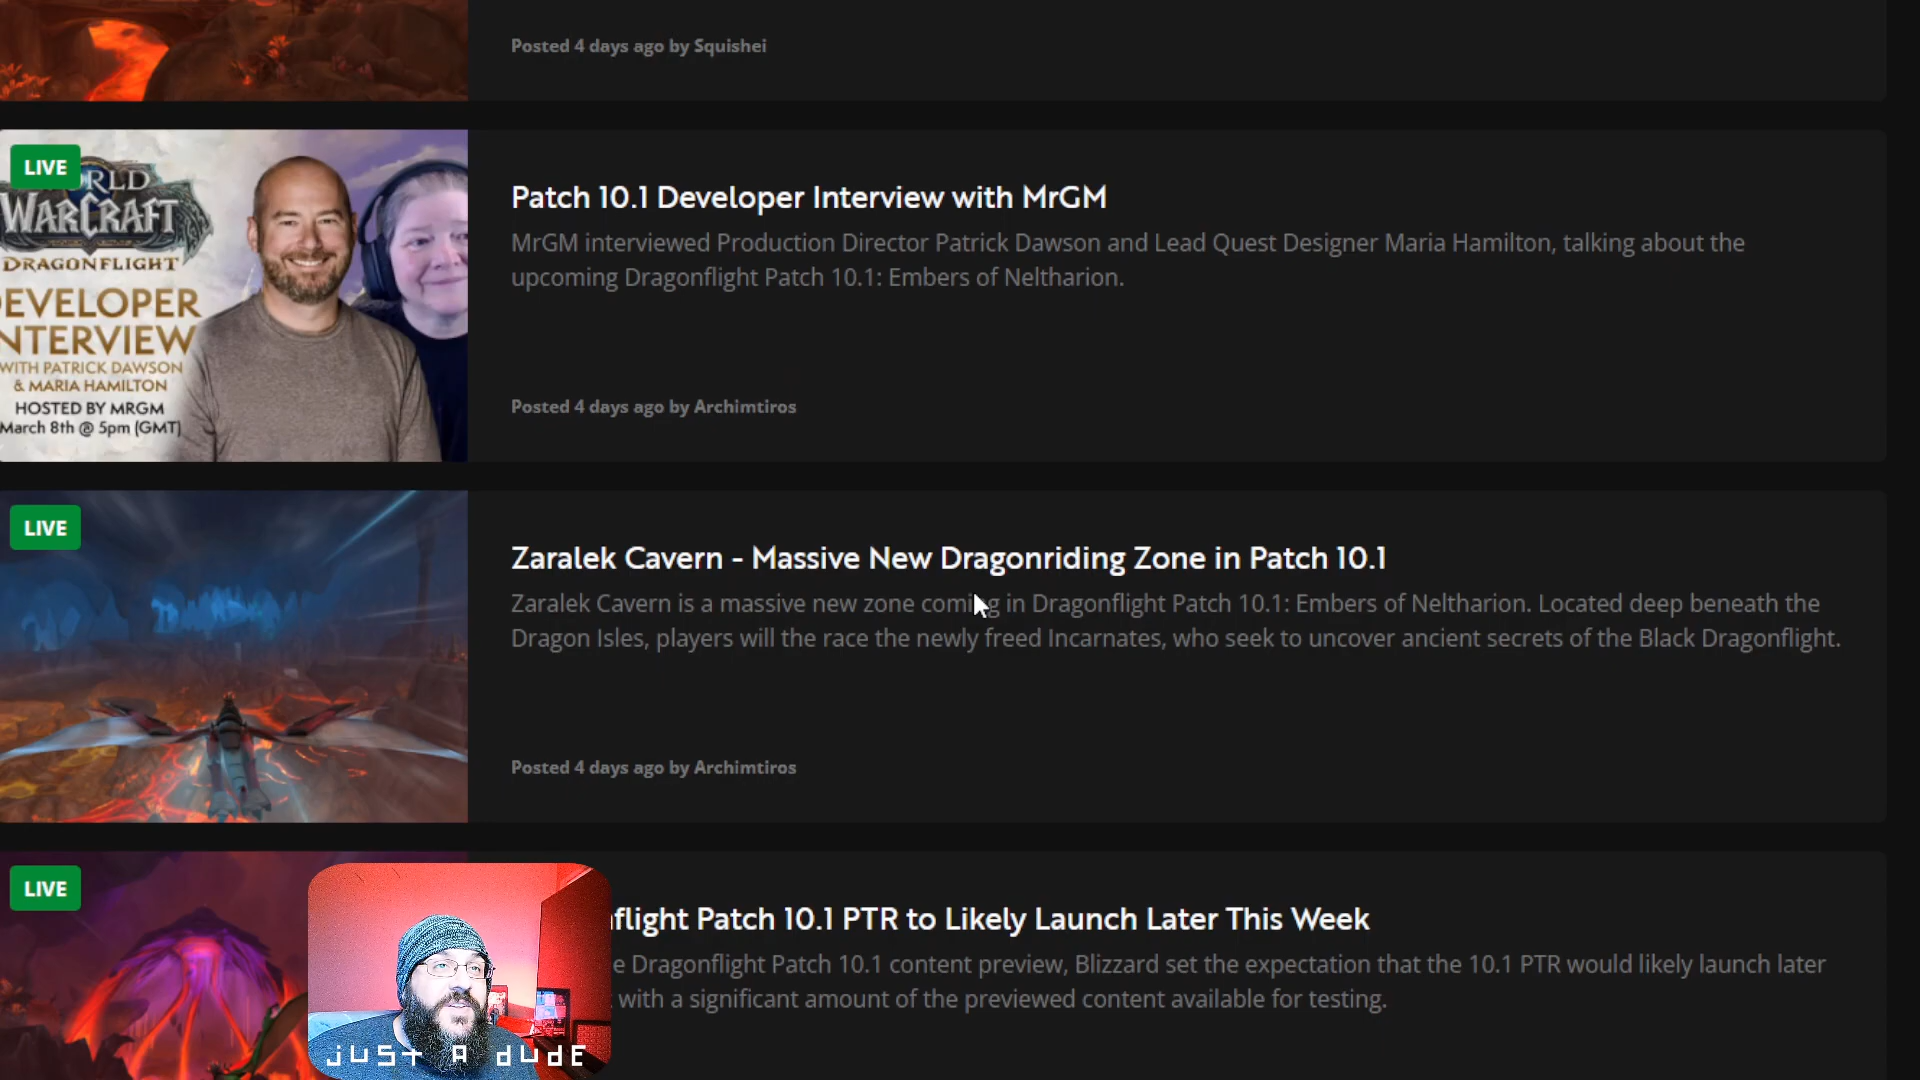 Posted 4 days ago by Squishei
LIVE
WORLD
WARCRAFT
DRAGONFLIGHT
DEVELOPER
INTERVIEW
WITH PATRICK DAWSON
& MARIA HAMILTON
HOSTED BY MRGM
March 8th @ 5pm (GMT)
Patch 10.1 Developer Interview with MrGM
MrGM interviewed Production Director Patrick Dawson and Lead Quest Designer Maria Hamilton, talking about the
upcoming Dragonflight Patch 10.1: Embers of Neltharion.
Posted 4 days ago by Archimtiros
LIVE
Zaralek Cavern - Massive New Dragonriding Zone in Patch 10.1
Zaralek Cavern is a massive new zone coming in Dragonflight Patch 10.1: Embers of Neltharion. Located deep beneath the
Dragon Isles, players will the race the newly freed Incarnates, who seek to uncover ancient secrets of the Black Dragonflight.
Posted 4 days ago by Archimtiros
LIVE
nflight Patch 10.1 PTR to Likely Launch Later This Week
e Dragonflight Patch 10.1 content preview, Blizzard set the expectation that the 10.1 PTR would likely launch later
with a significant amount of the previewed content available for testing.
jUST A dUdE